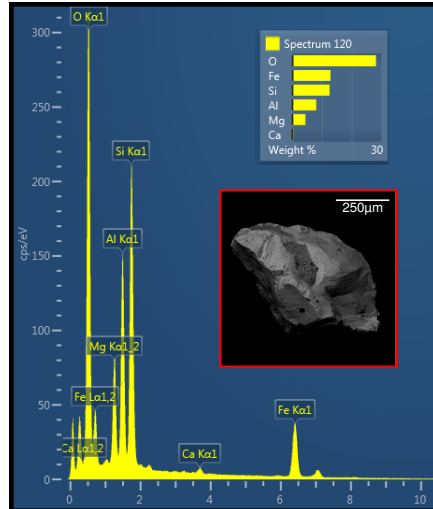 O Kα1
300
250
200
150
100
50
0
cps/eV
Si Kα1
Al Kα1
Mg Kα1_2
Fe Lα1,2
Ca Lα1,2
Ca Kα1
Fe Kα1
0 2 4 6 8 10
Spectrum 120
O
Fe
Si
Al
Mg
Ca
Weight % 30
250µm